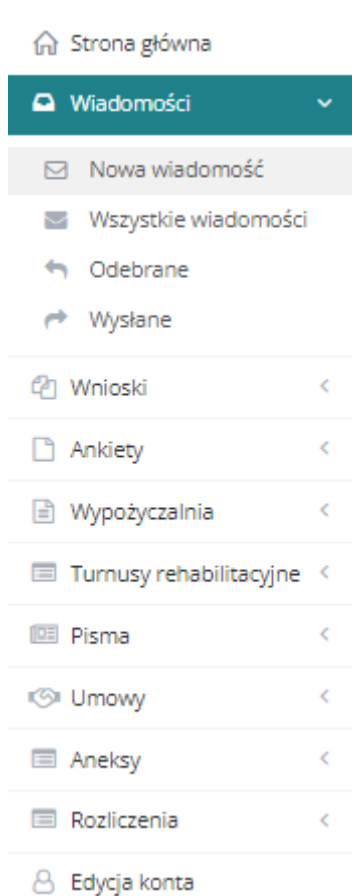 Strona główna
Wiadomości
Nowa wiadomość
Wszystkie wiadomości
Odebrane
Wysłane
Wnioski
Ankiety
Wypożyczalnia
Turnusy rehabilitacyjne
Pisma
Umowy
Aneksy
Rozliczenia
Edycja konta